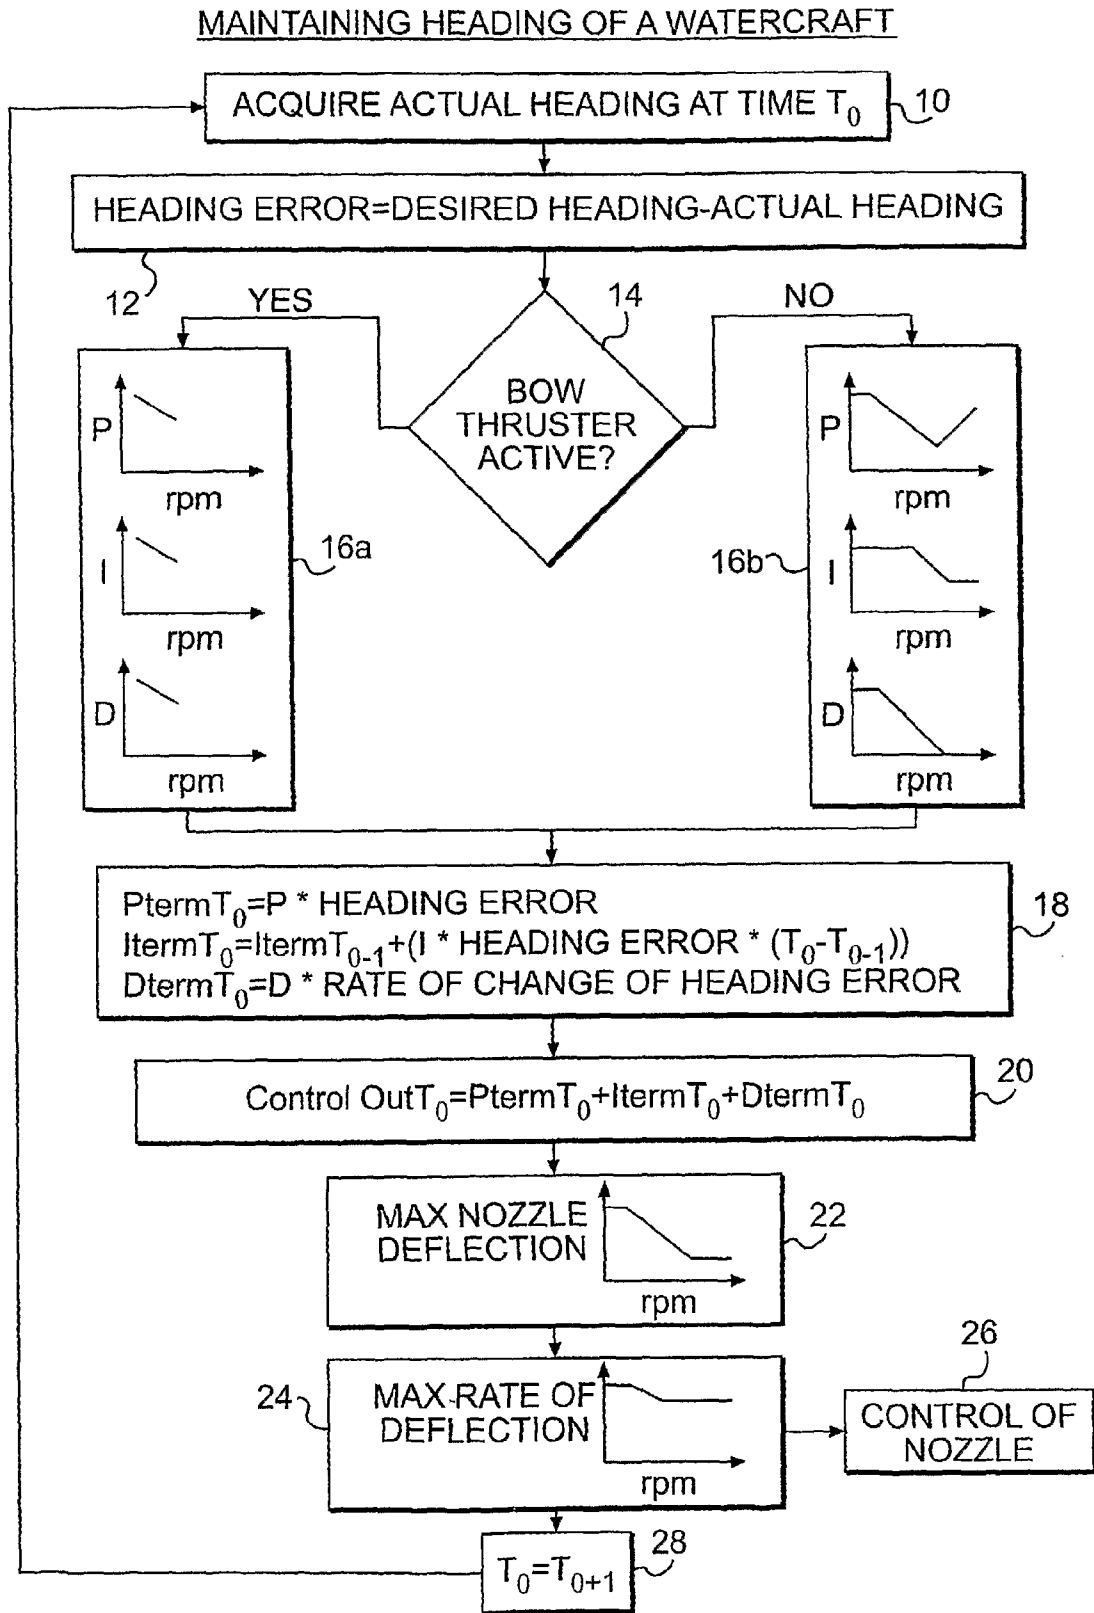 MAINTAINING HEADING OF A WATERCRAFT
ACQUIRE ACTUAL HEADING AT TIME T₀
10
HEADING ERROR=DESIRED HEADING-ACTUAL HEADING
12
YES
14
NO
BOW
THRUSTER
ACTIVE?
P
rpm
I
rpm
D
rpm
16a
P
rpm
I
rpm
D
rpm
16b
PtermT₀=P * HEADING ERROR
ItermT₀=ItermT₀₋₁+(I * HEADING ERROR * (T₀-T₀₋₁))
DtermT₀=D * RATE OF CHANGE OF HEADING ERROR
18
Control OutT₀=PtermT₀+ItermT₀+DtermT₀
20
MAX NOZZLE
DEFLECTION
rpm
22
24
MAX-RATE OF
DEFLECTION
rpm
26
CONTROL OF
NOZZLE
T₀=T₀₊₁
28